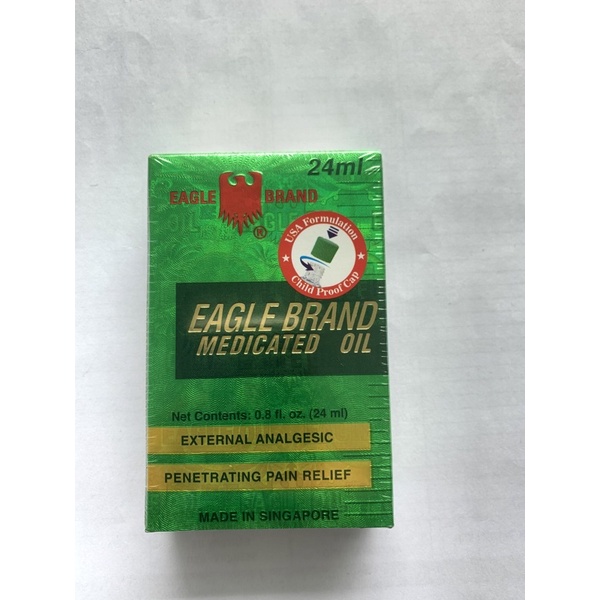 24ml
EAGLE BRAND
®
USA Formulation
Child Proof Cap
EAGLE BRAND
MEDICATED OIL
Net Contents: 0.8 fl. oz. (24 ml)
EXTERNAL ANALGESIC
PENETRATING PAIN RELIEF
MADE IN SINGAPORE